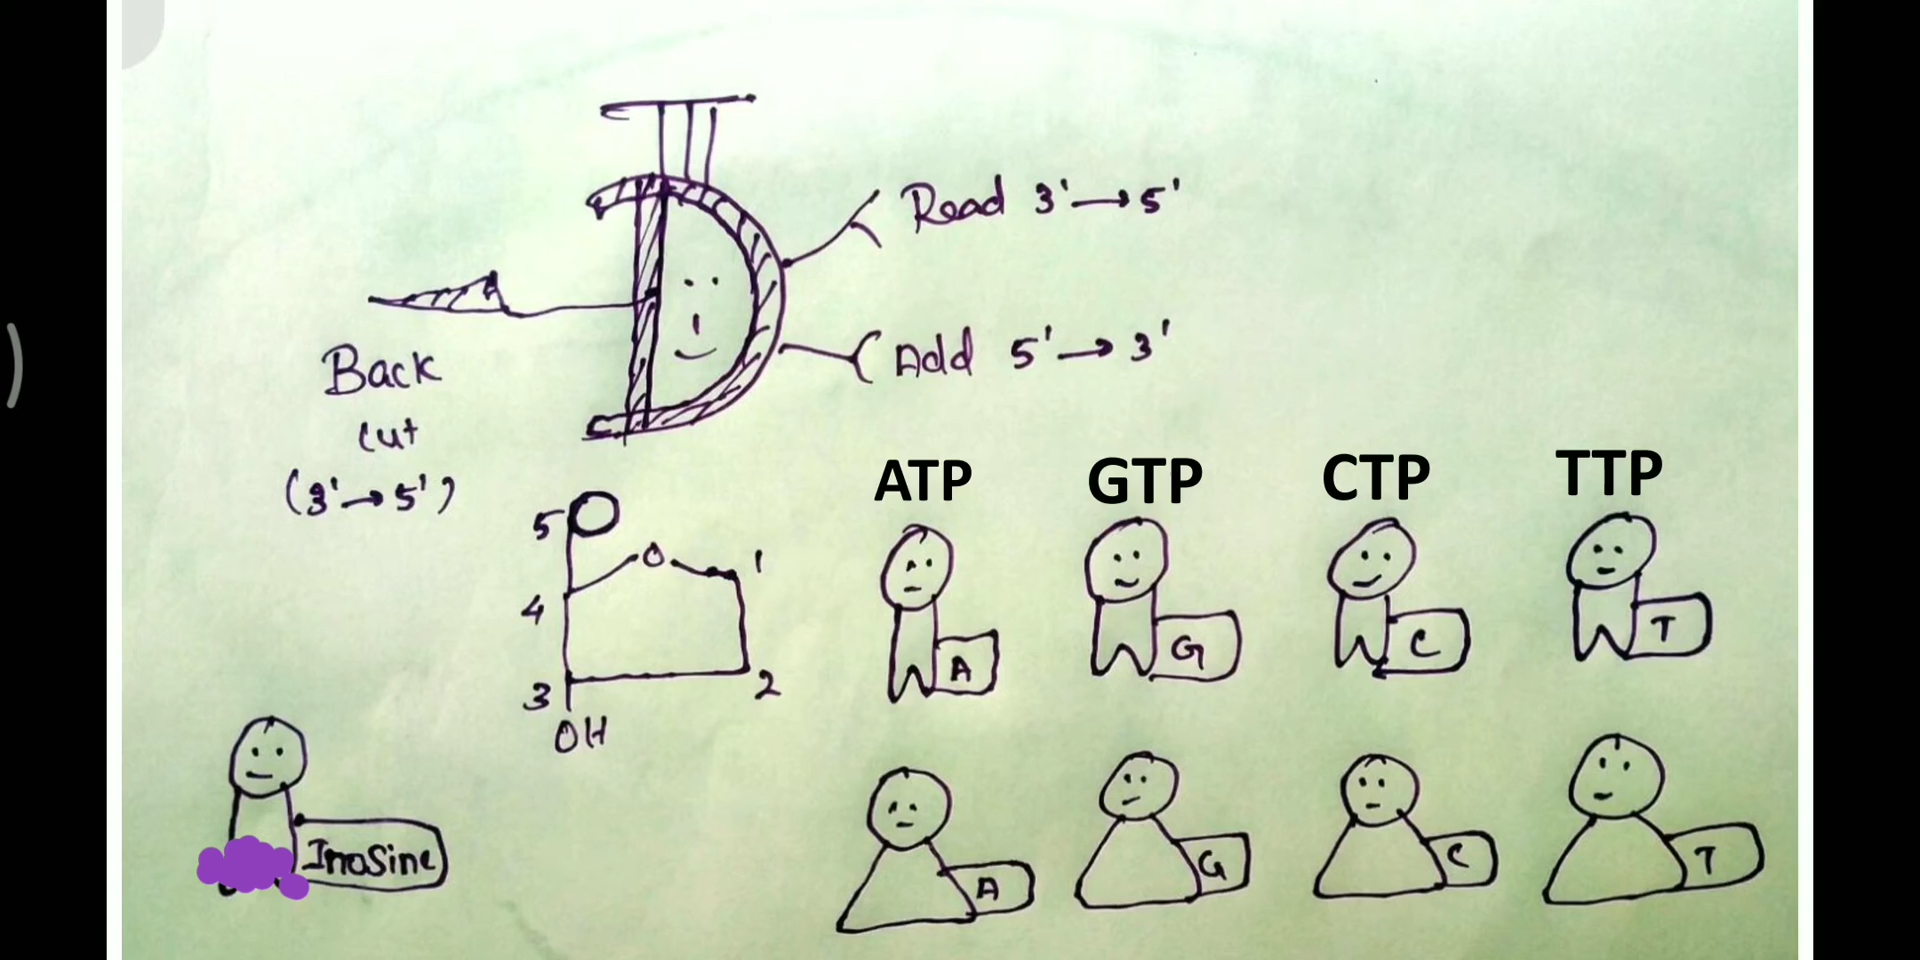 Read 3'→5'
Add 5'→3'
Back
cut
(3'→5')
ATP GTP CTP TTP
5
O 1
4
3 2
OH
A G C T
Inosine
A G C T